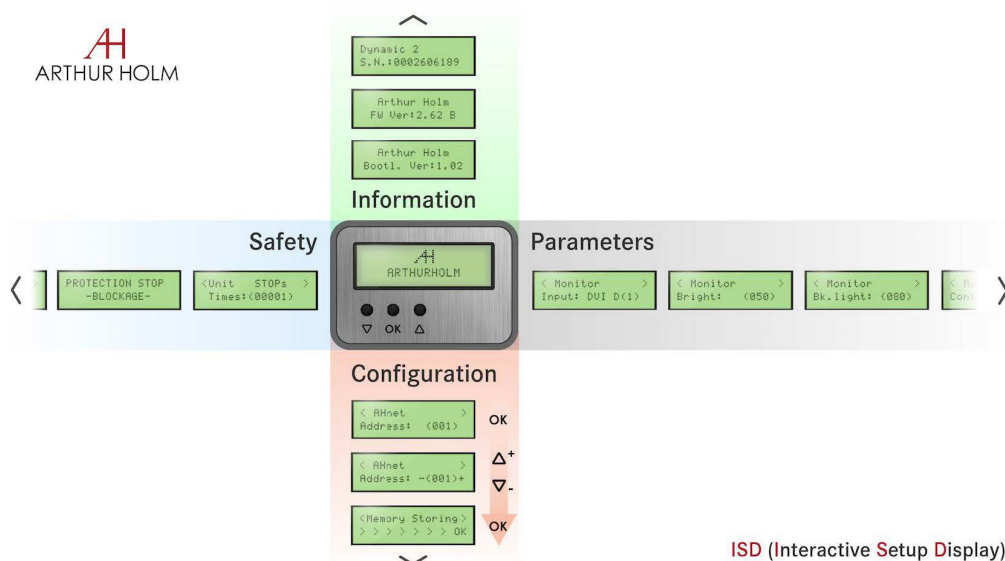 AH
ARTHUR HOLM
Dynamic 2
S.N.:0002606189
Arthur Holm
FW Ver:2.62 B
Arthur Holm
Bootl. Ver:1.02
Information
Safety
PROTECTION STOP
-BLOCKAGE-
<Unit STOPs >
Times:(00001)
AH
ARTHURHOLM
▽ OK △
Parameters
< Monitor >
Input: DVI D(1)
< Monitor >
Bright: (050)
< Monitor >
Bk.light: (080)
Configuration
< AHnet >
Address: (001)
OK
< AHnet >
Address: -(001)+
△+
▽-
<Memory Storing>
> > > > > > > OK
OK
ISD (Interactive Setup Display)